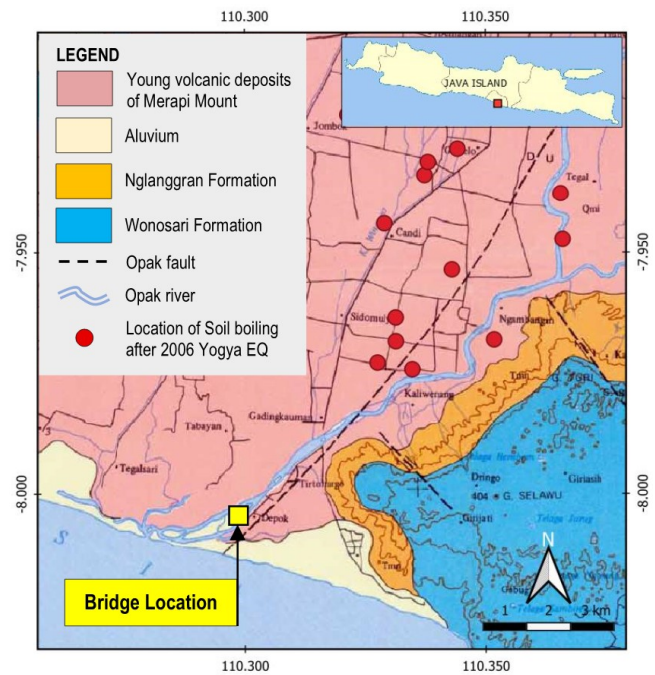 110.300
110.350
LEGEND
Young volcanic deposits
of Merapi Mount
Aluvium
Nglanggran Formation
Wonosari Formation
Opak fault
Opak river
Location of Soil boiling
after 2006 Yogya EQ
JAVA ISLAND
D U
Tegal
Candi
-7.950
-7.950
Ngambangan
Kaliwerang
Gadingkauman
Tabayan
Tegalsari
3
Dringo
Giriasih
404
G. SELAWU
Girijati
-8.000
-8.000
Depok
S
I
Bridge Location
N
1 2 3 km
110.300
110.350